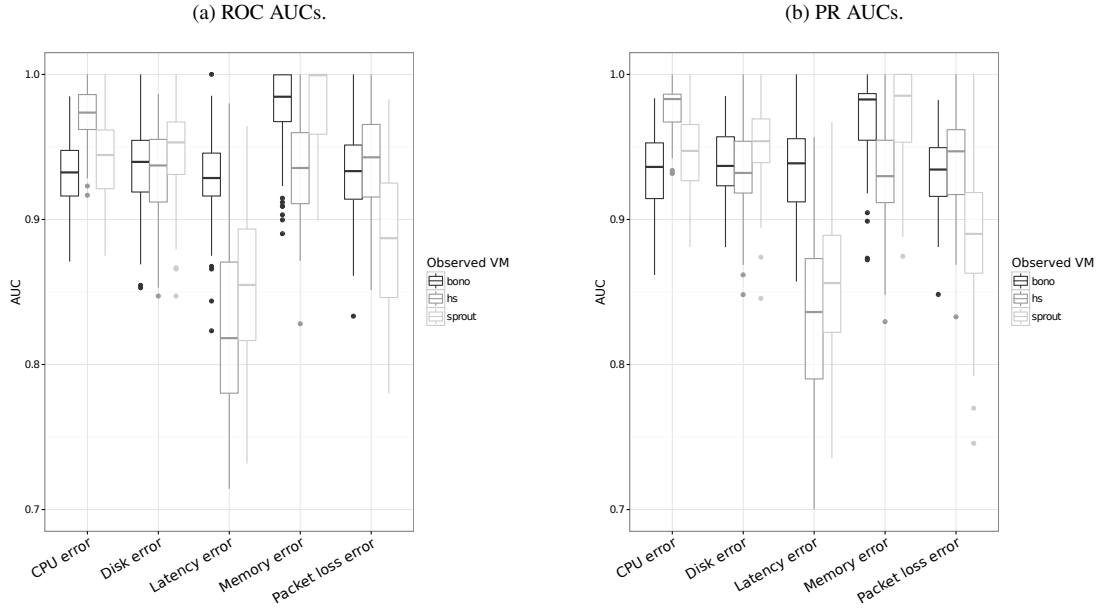 (a) ROC AUCs.
1.0
0.9
0.8
0.7
AUC
CPU error
Disk error
Latency error
Memory error
Packet loss error
Observed VM
bono
hs
sprout
(b) PR AUCs.
1.0
0.9
0.8
0.7
AUC
CPU error
Disk error
Latency error
Memory error
Packet loss error
Observed VM
bono
hs
sprout